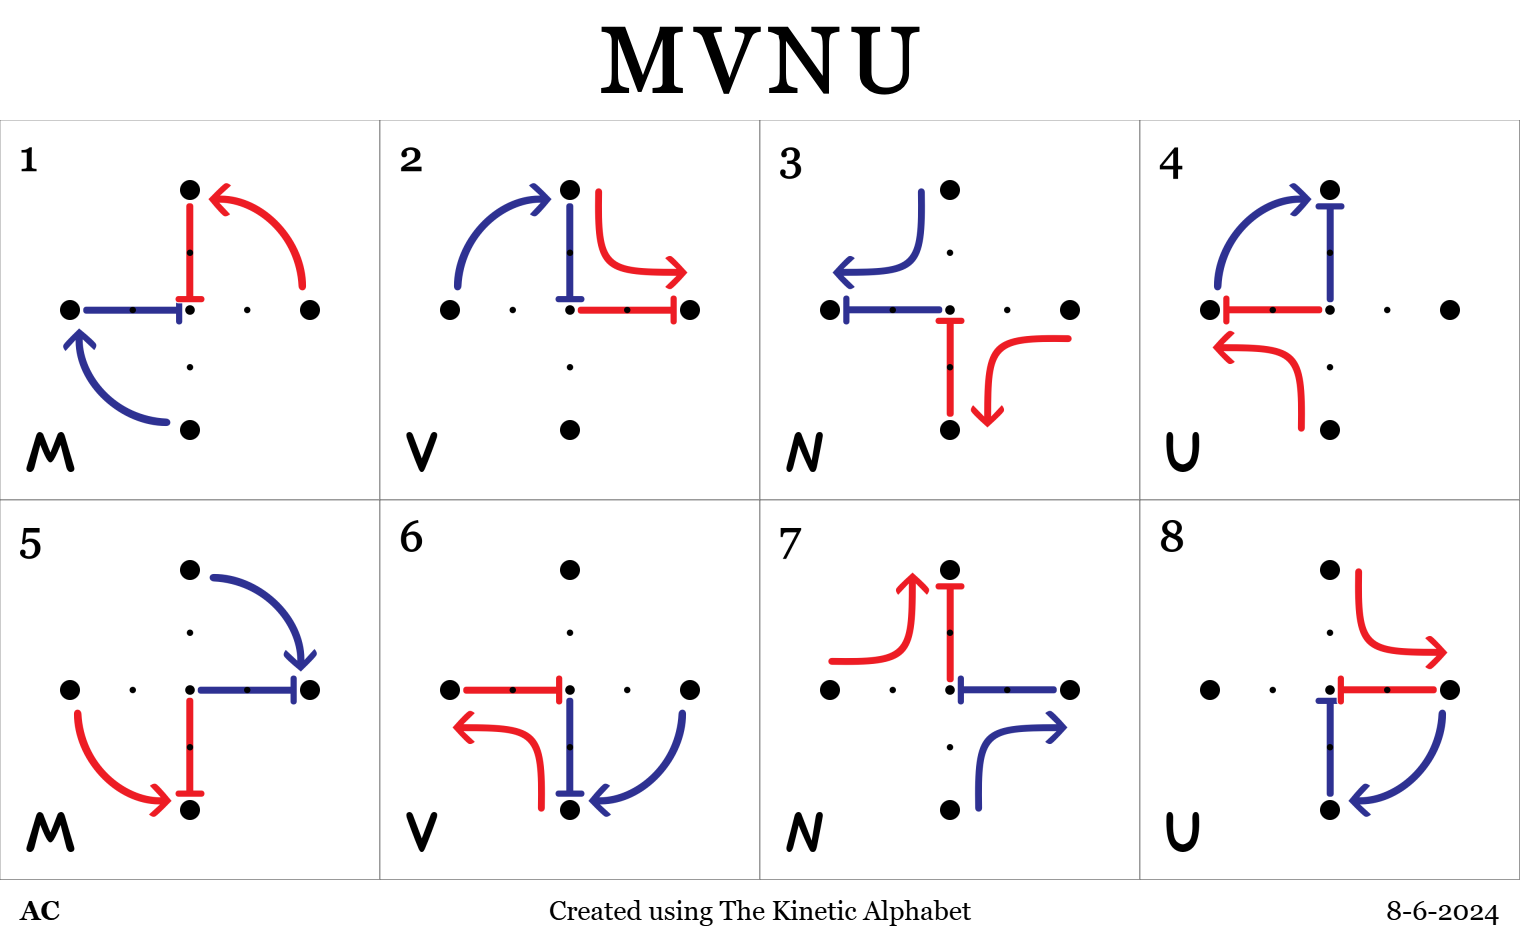 MVNU
1 2 3 4
M V N U
5 6 7 8
M V N U
AC Created using The Kinetic Alphabet 8-6-2024